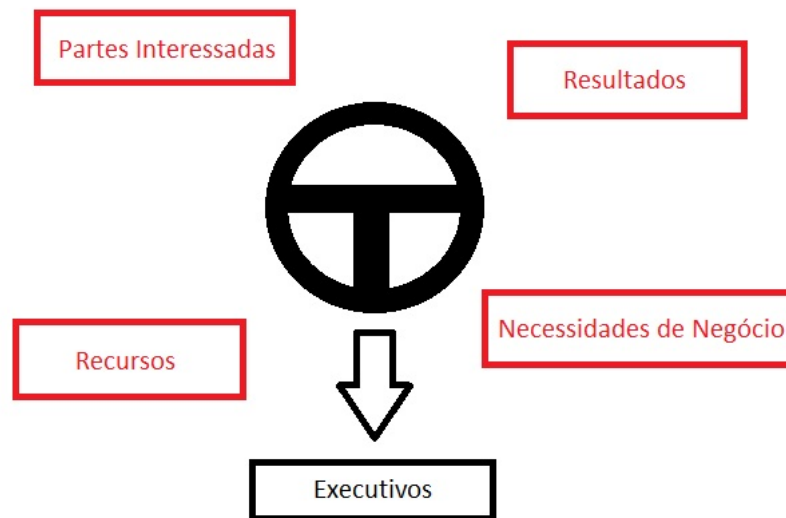 Partes Interessadas
Resultados
Necessidades de Negócio
Recursos
Executivos